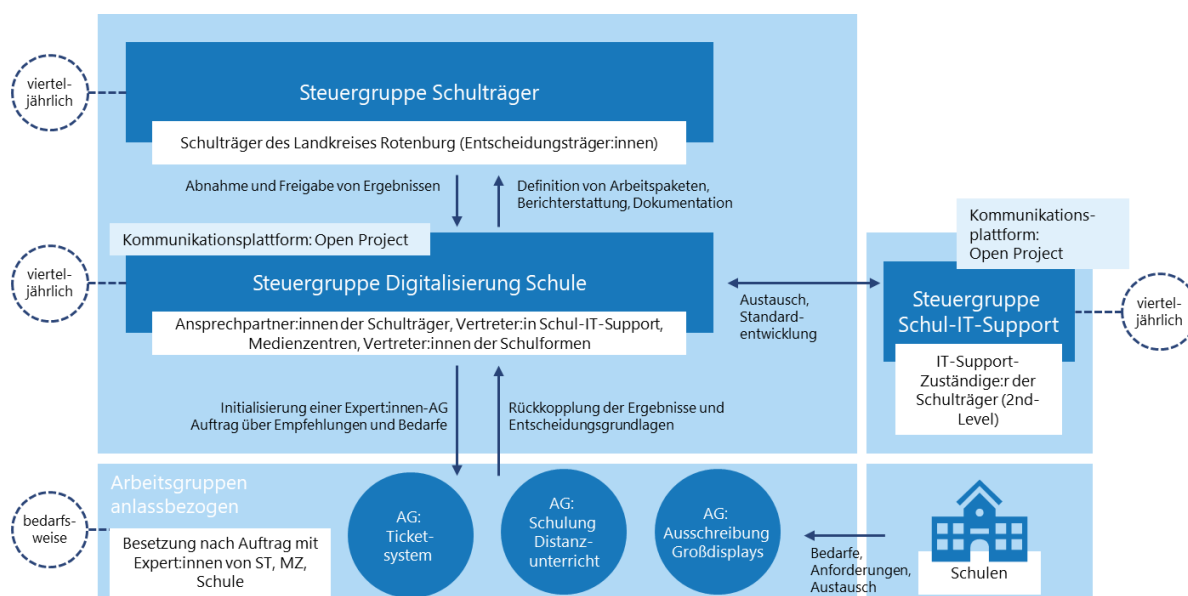 viertel-
jährlich
Steuergruppe Schulträger
Schulträger des Landkreises Rotenburg (Entscheidungsträger:innen)
Abnahme und Freigabe von Ergebnissen
Definition von Arbeitspaketen,
Berichterstattung, Dokumentation
Kommunikationsplattform: Open Project
viertel-
jährlich
Steuergruppe Digitalisierung Schule
Ansprechpartner:innen der Schulträger, Vertreter:in Schul-IT-Support,
Medienzentren, Vertreter:innen der Schulformen
Austausch,
Standard-
entwicklung
Kommunikations-
plattform:
Open Project
Steuergruppe
Schul-IT-Support
IT-Support-
Zuständige:r der
Schulträger (2nd-
Level)
viertel-
jährlich
Initialisierung einer Expert:innen-AG
Auftrag über Empfehlungen und Bedarfe
Rückkopplung der Ergebnisse und
Entscheidungsgrundlagen
bedarfs-
weise
Arbeitsgruppen
anlassbezogen
Besetzung nach Auftrag mit
Expert:innen von ST, MZ,
Schule
AG:
Ticket-
system
AG:
Schulung
Distanz-
unterricht
AG:
Ausschreibung
Großdisplays
Bedarfe,
Anforderungen,
Austausch
Schulen